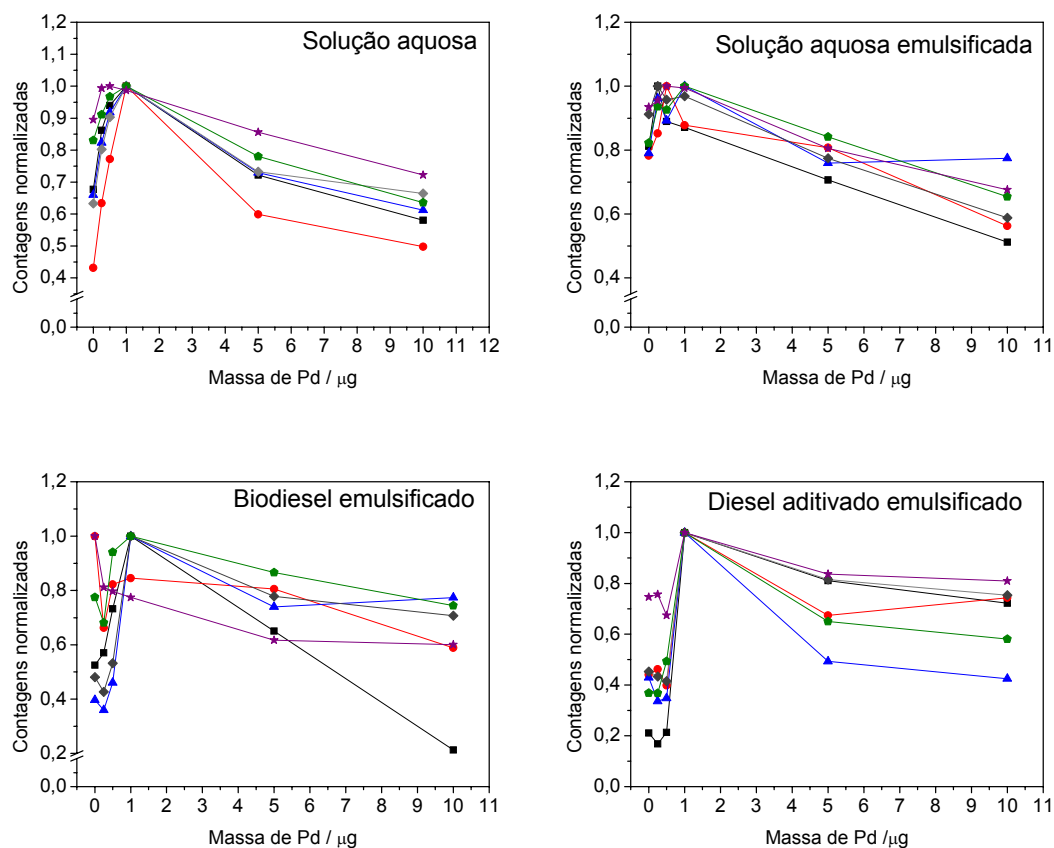 Solução aquosa
Contagens normalizadas
1,2
1,0
0,9
0,8
0,7
0,6
0,5
0,4
0,0
0 1 2 3 4 5 6 7 8 9 10 11 12
Massa de Pd / μg
Solução aquosa emulsificada
Contagens normalizadas
1,2
1,0
0,8
0,6
0,4
0,0
0 1 2 3 4 5 6 7 8 9 10 11
Massa de Pd / μg
Biodiesel emulsificado
Contagens normalizadas
1,2
1,0
0,8
0,6
0,4
0,2
0,0
0 1 2 3 4 5 6 7 8 9 10 11
Massa de Pd / μg
Diesel aditivado emulsificado
Contagens normalizadas
1,2
1,0
0,8
0,6
0,4
0,2
0,0
0 1 2 3 4 5 6 7 8 9 10 11
Massa de Pd /μg